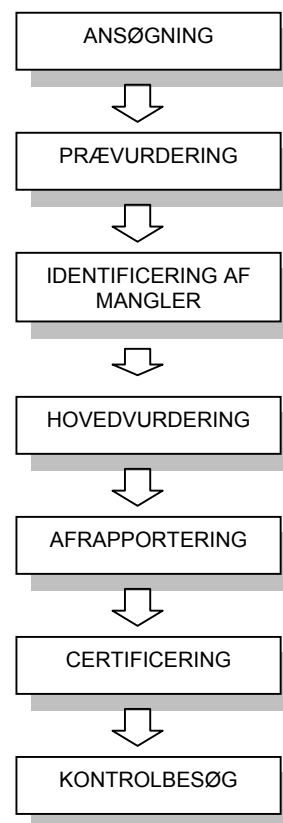 ANSØGNING
PRÆVURDERING
IDENTIFICERING AF
MANGLER
HOVEDVURDERING
AFRAPPORTERING
CERTIFICERING
KONTROLBESØG